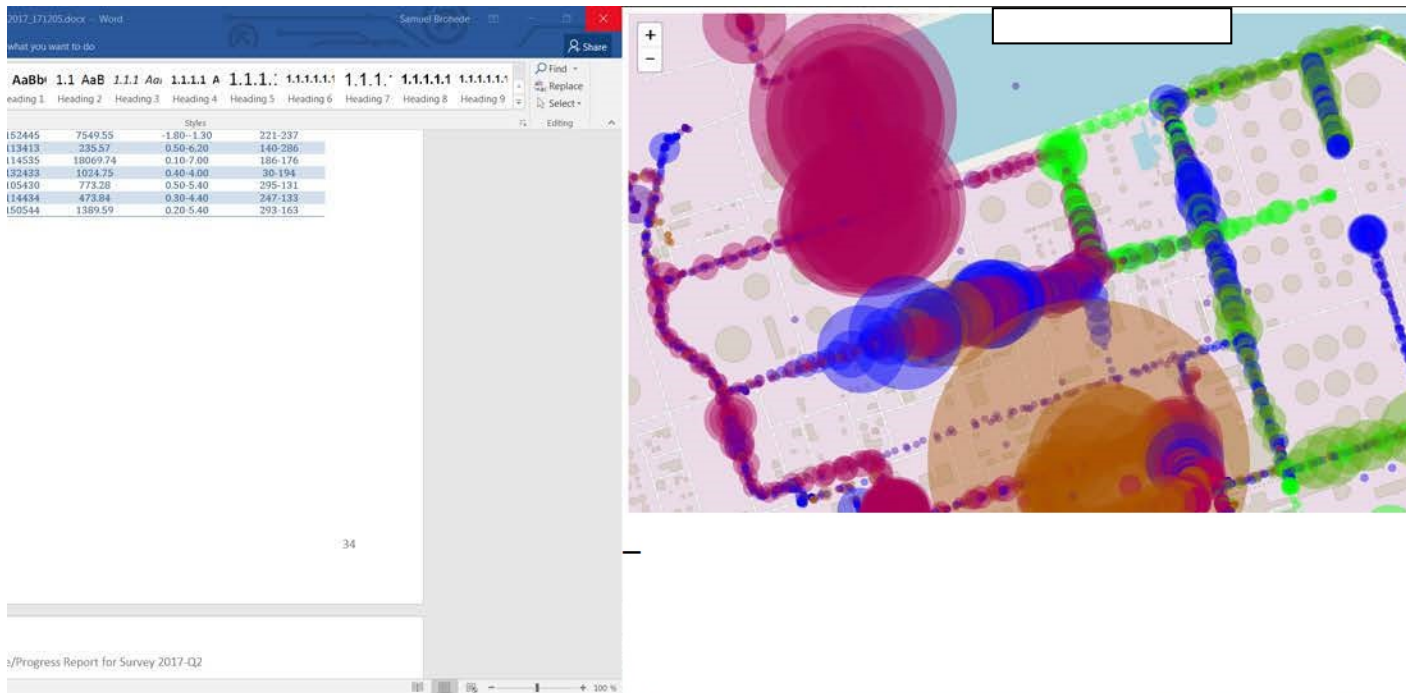 2017_171205.docx - Word Samuel Bronede
what you want to do Share
AaBb 1.1 AaB 1.1.1 Aa 1.1.1.1 A 1.1.1.1 1.1.1.1.1.1 1.1.1. 1.1.1.1.1 1.1.1.1.1.1
eading 1 Heading 2 Heading 3 Heading 4 Heading 5 Heading 6 Heading 7 Heading 8 Heading 9
Find
Replace
Select
Styles Editing
152445 7549.55 -1.80--1.30 221-237
113413 235.57 0.50-6.20 140-286
114535 18069.74 0.10-7.00 186-176
132433 1024.75 0.40-4.00 30-194
105430 773.28 0.50-5.40 295-131
114434 473.84 0.30-4.40 247-133
150544 1389.59 0.20-5.40 293-163
34
e/Progress Report for Survey 2017-Q2
- + 100 %
+
-